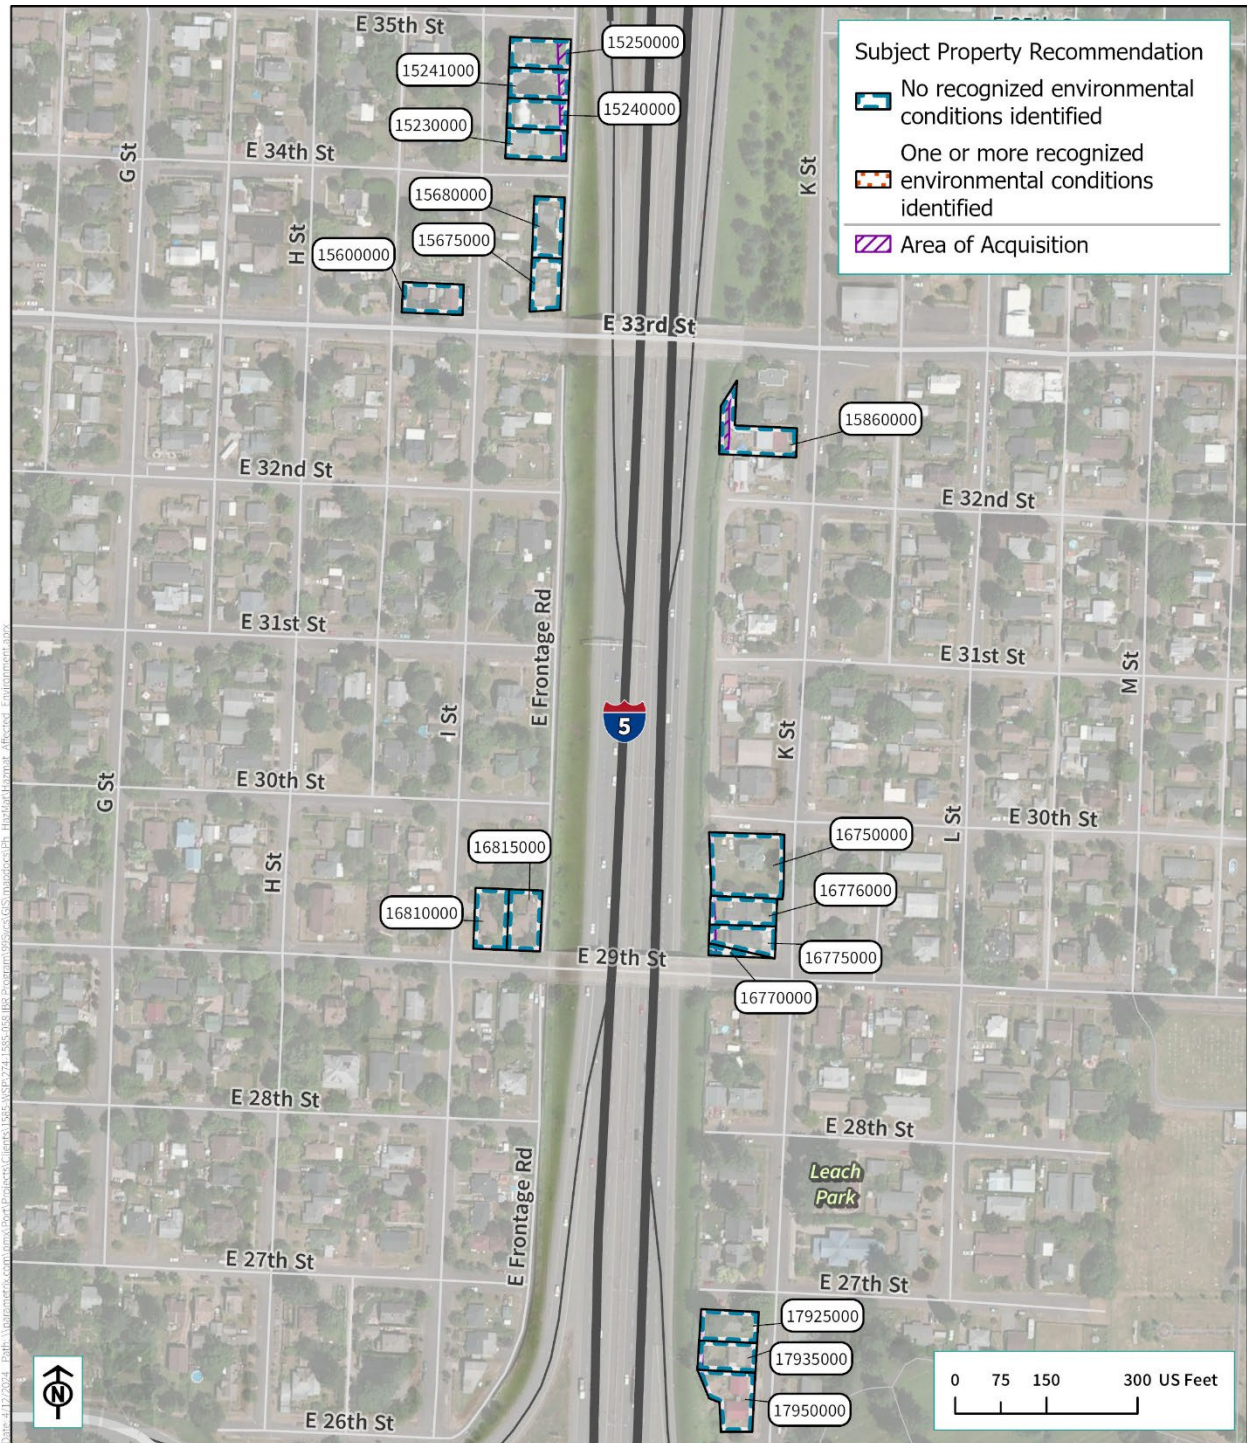 E 35th St
15250000
15241000
15240000
15230000
E 34th St
G St
K St
15680000
15675000
H St
15600000
E 33rd St
Subject Property Recommendation
No recognized environmental
conditions identified
One or more recognized
environmental conditions
identified
Area of Acquisition
15860000
E 32nd St
E 32nd St
E 31st St
E Frontage Rd
E 31st St
M St
I St
5
K St
E 30th St
G St
E 30th St
L St
H St
16815000
16750000
16776000
16810000
E 29th St
16775000
16770000
E 28th St
E 28th St
Leach
Park
E Frontage Rd
E 27th St
E 27th St
17925000
17935000
17950000
N
E 26th St
0 75 150 300 US Feet